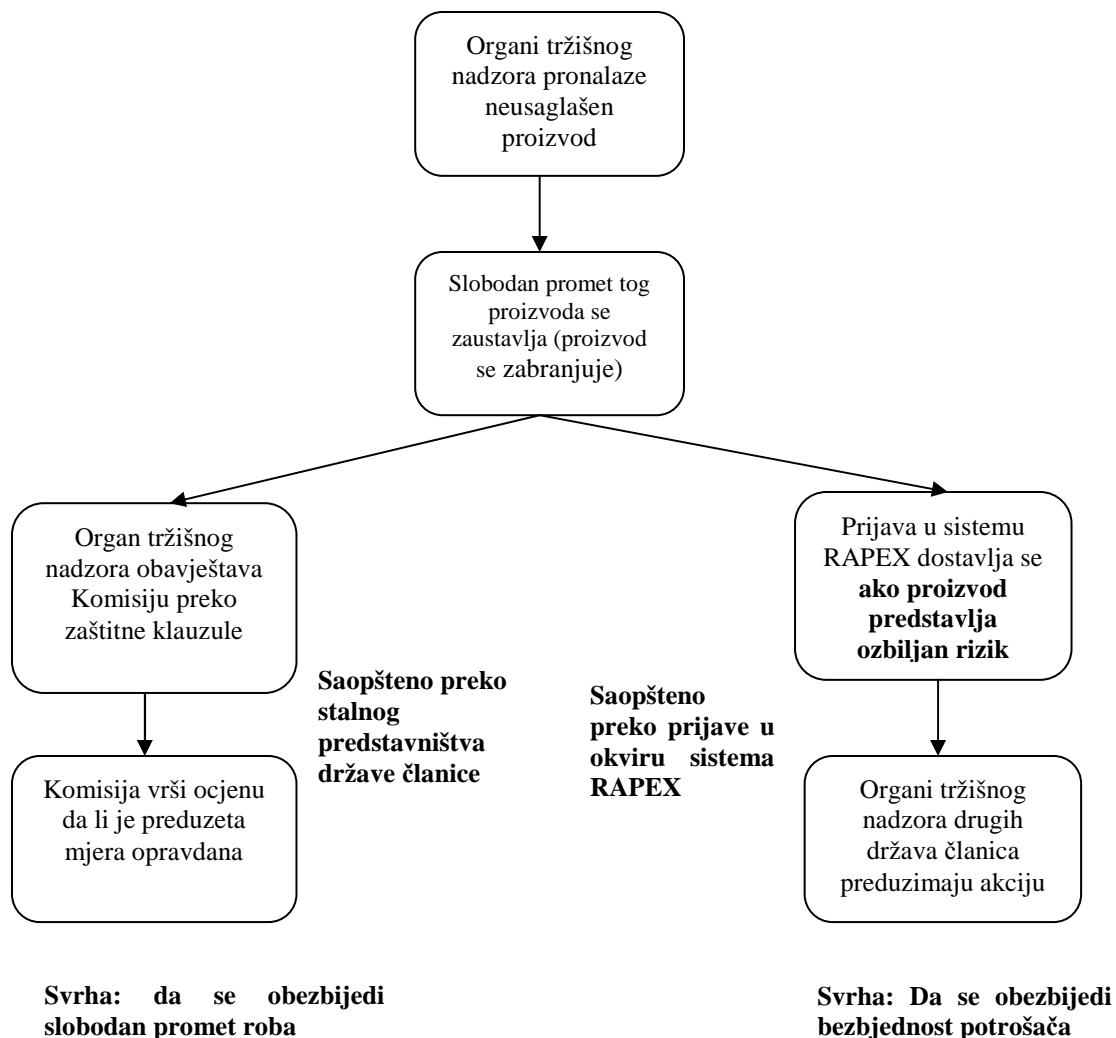 Organi tržišnog
nadzora pronalaze
neusaglašen
proizvod
Slobodan promet tog
proizvoda se
zaustavlja (proizvod
se zabranjuje)
Organ tržišnog
nadzora obavještava
Komisiju preko
zaštitne klauzule
Prijava u sistemu
RAPEX dostavlja se
ako proizvod
predstavlja
ozbiljan rizik
Saopšteno preko
stalnog
predstavništva
države članice
Saopšteno
preko prijave u
okviru sistema
RAPEX
Komisija vrši ocjenu
da li je preduzeta
mjera opravdana
Organi tržišnog
nadzora drugih
država članica
preduzimaju akciju
Svrha: da se obezbijedi
slobodan promet roba
Svrha: Da se obezbijedi
bezbjednost potrošača